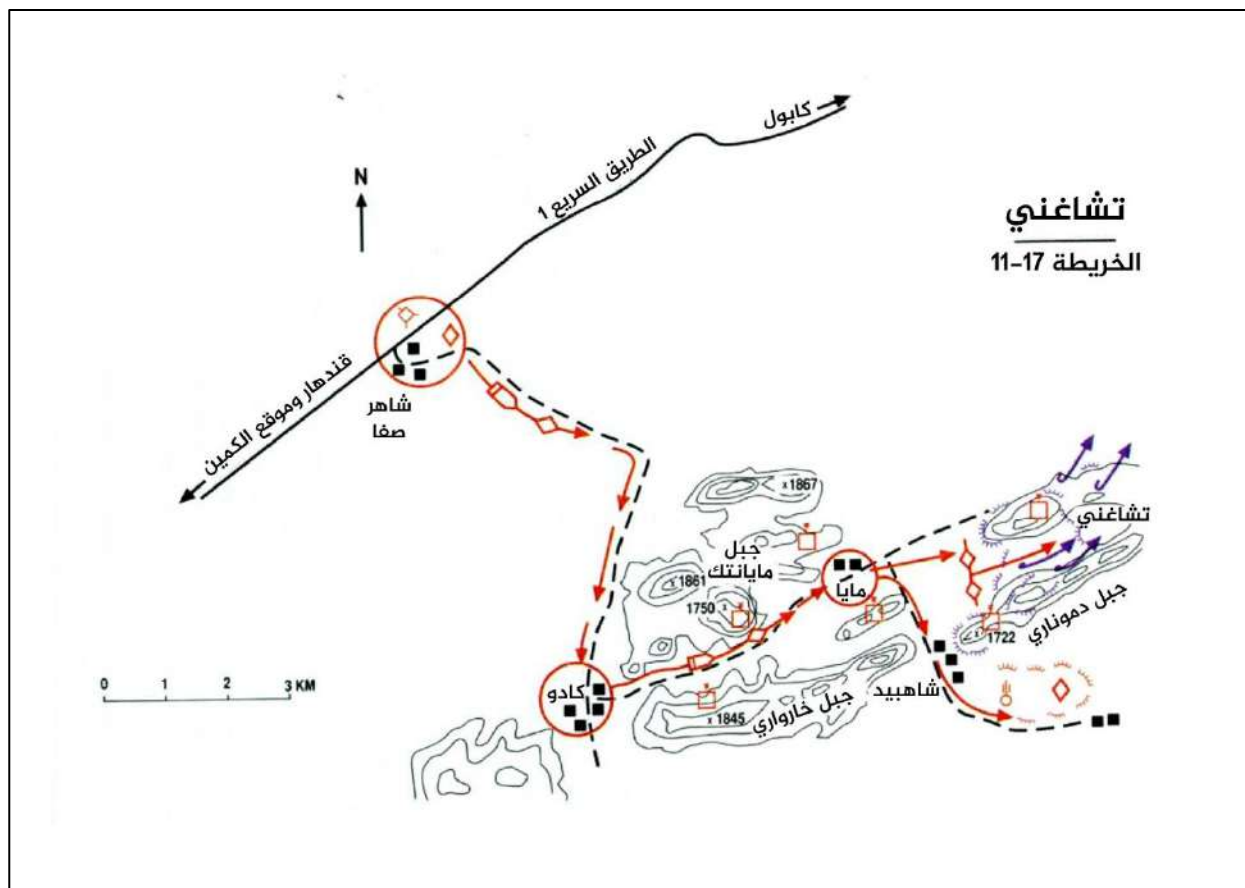 كابول
الطريق السريع 1
N
تشاغني
الخريطة 17-11
قندهار وموقع الكمين
شاهر
صفا
x 1867
تشاغني
جبل
مايانتك
مايا
x 1861
1750 x
جبل دموناري
x 1722
0 1 2 3 KM
كادو
شاهبيد
جبل خارواري
x 1845